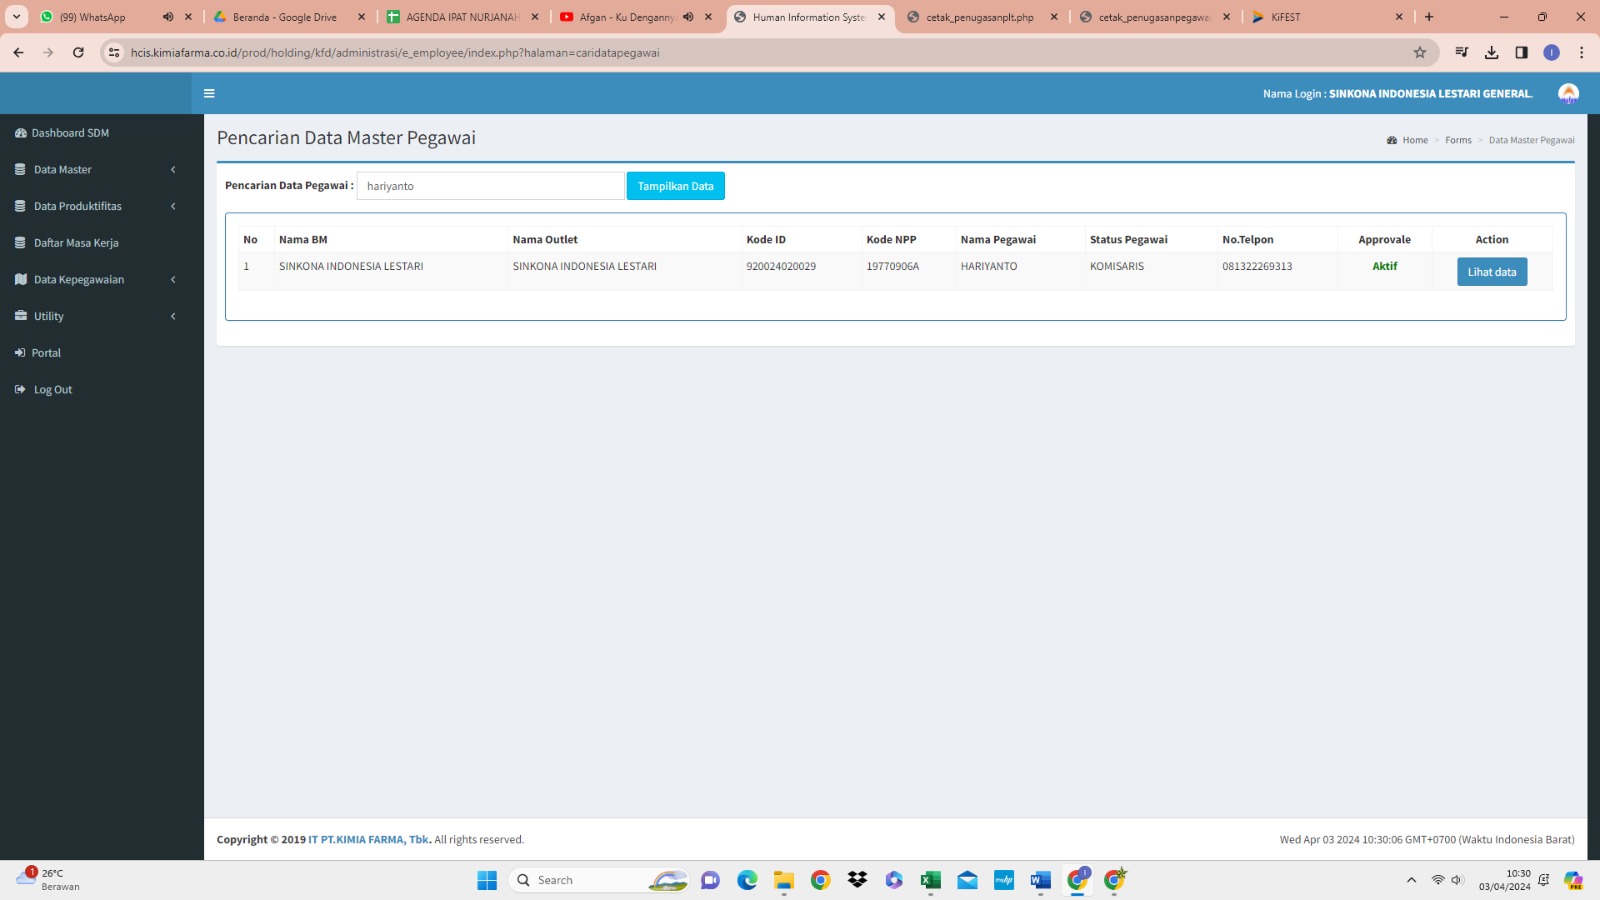 (99) WhatsApp
Beranda - Google Drive
AGENDA IPAT NURJANAH
Afgan - Ku Dengannya
Human Information Syste
cetak_penugasanplt.php
cetak_penugasanpegawa
KiFEST
hcis.kimiafarma.co.id/prod/holding/kfd/administrasi/e_employee/index.php?halaman=caridatapegawai
I
Nama Login : SINKONA INDONESIA LESTARI GENERAL.
Dashboard SDM
Data Master
Data Produktifitas
Daftar Masa Kerja
Data Kepegawaian
Utility
Portal
Log Out
Pencarian Data Master Pegawai
Home > Forms > Data Master Pegawai
Pencarian Data Pegawai : hariyanto Tampilkan Data
No Nama BM Nama Outlet Kode ID Kode NPP Nama Pegawai Status Pegawai No.Telpon Approvale Action
1 SINKONA INDONESIA LESTARI SINKONA INDONESIA LESTARI 920024020029 19770906A HARIYANTO KOMISARIS 081322269313 Aktif Lihat data
Copyright © 2019 IT PT.KIMIA FARMA, Tbk. All rights reserved.
Wed Apr 03 2024 10:30:06 GMT+0700 (Waktu Indonesia Barat)
1
26°C
Berawan
Search
10:30
03/04/2024
PRE